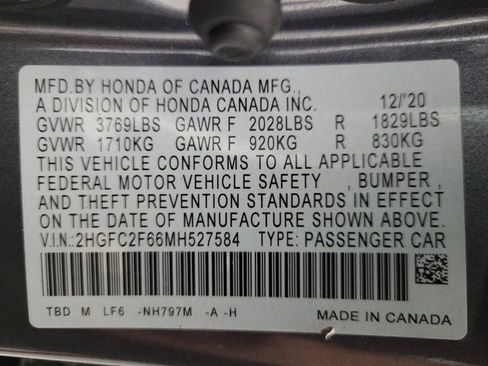 MFD.BY HONDA OF CANADA MFG.,
A DIVISION OF HONDA CANADA INC. 12/'20
GVWR 3769LBS GAWR F 2028LBS R 1829LBS
GVWR 1710KG GAWR F 920KG R 830KG
THIS VEHICLE CONFORMS TO ALL APPLICABLE
FEDERAL MOTOR VEHICLE SAFETY , BUMPER ,
AND THEFT PREVENTION STANDARDS IN EFFECT
ON THE DATE OF MANUFACTURE SHOWN ABOVE.
V.I.N.:2HGFC2F66MH527584 TYPE: PASSENGER CAR
TBD M LF6 -NH797M -A -H
MADE IN CANADA